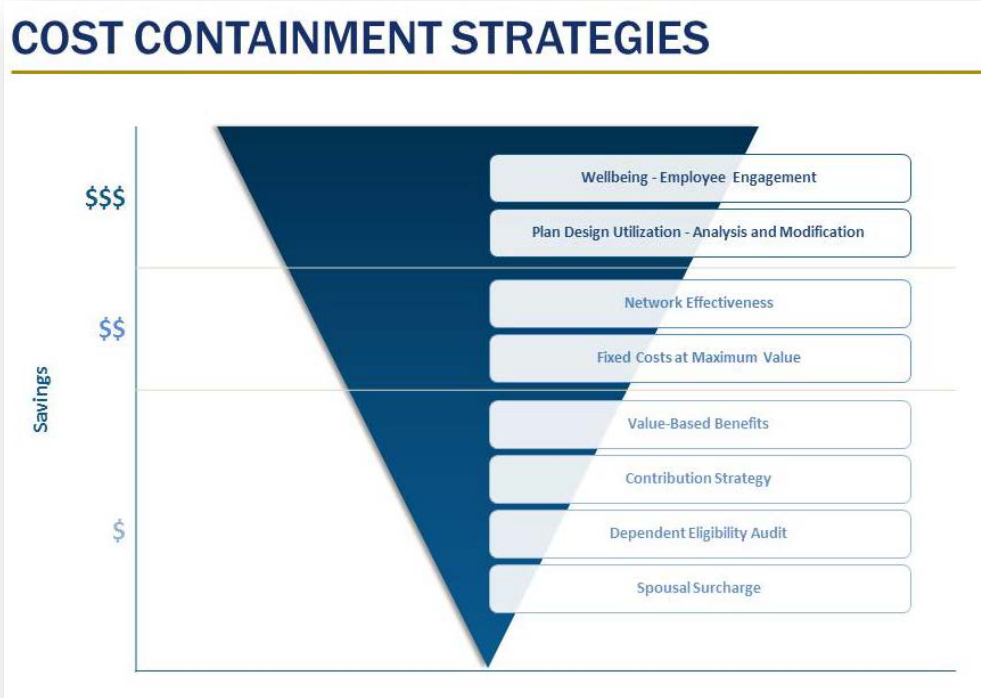 COST CONTAINMENT STRATEGIES
$$$
Wellbeing - Employee Engagement
Plan Design Utilization - Analysis and Modification
$$
Network Effectiveness
Fixed Costs at Maximum Value
Savings
Value-Based Benefits
Contribution Strategy
$
Dependent Eligibility Audit
Spousal Surcharge